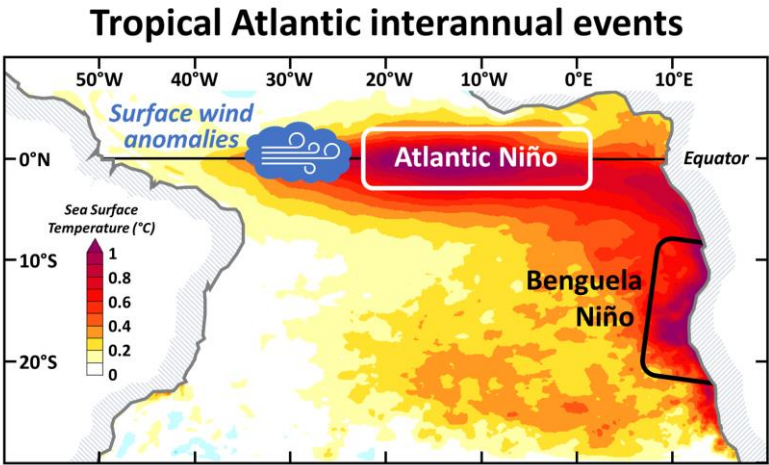 Tropical Atlantic interannual events
50°W 40°W 30°W 20°W 10°W 0°E 10°E
Surface wind
anomalies
0°N
Atlantic Niño
Equator
Sea Surface
Temperature (°C)
1
0.8
0.6
0.4
0.2
0
10°S
Benguela
Niño
20°S